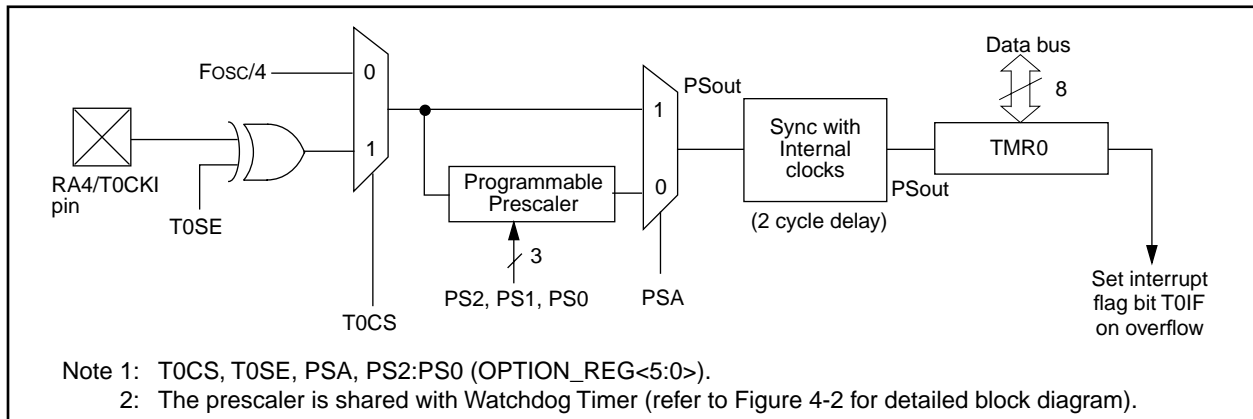 Data bus
8
FOSC/4
0
1
RA4/T0CKI
pin
T0SE
T0CS
Programmable
Prescaler
3
PS2, PS1, PS0
1
0
PSA
PSout
Sync with
Internal
clocks
(2 cycle delay)
PSout
TMR0
Set interrupt
flag bit T0IF
on overflow
Note 1: T0CS, T0SE, PSA, PS2:PS0 (OPTION_REG<5:0>).
2: The prescaler is shared with Watchdog Timer (refer to Figure 4-2 for detailed block diagram).